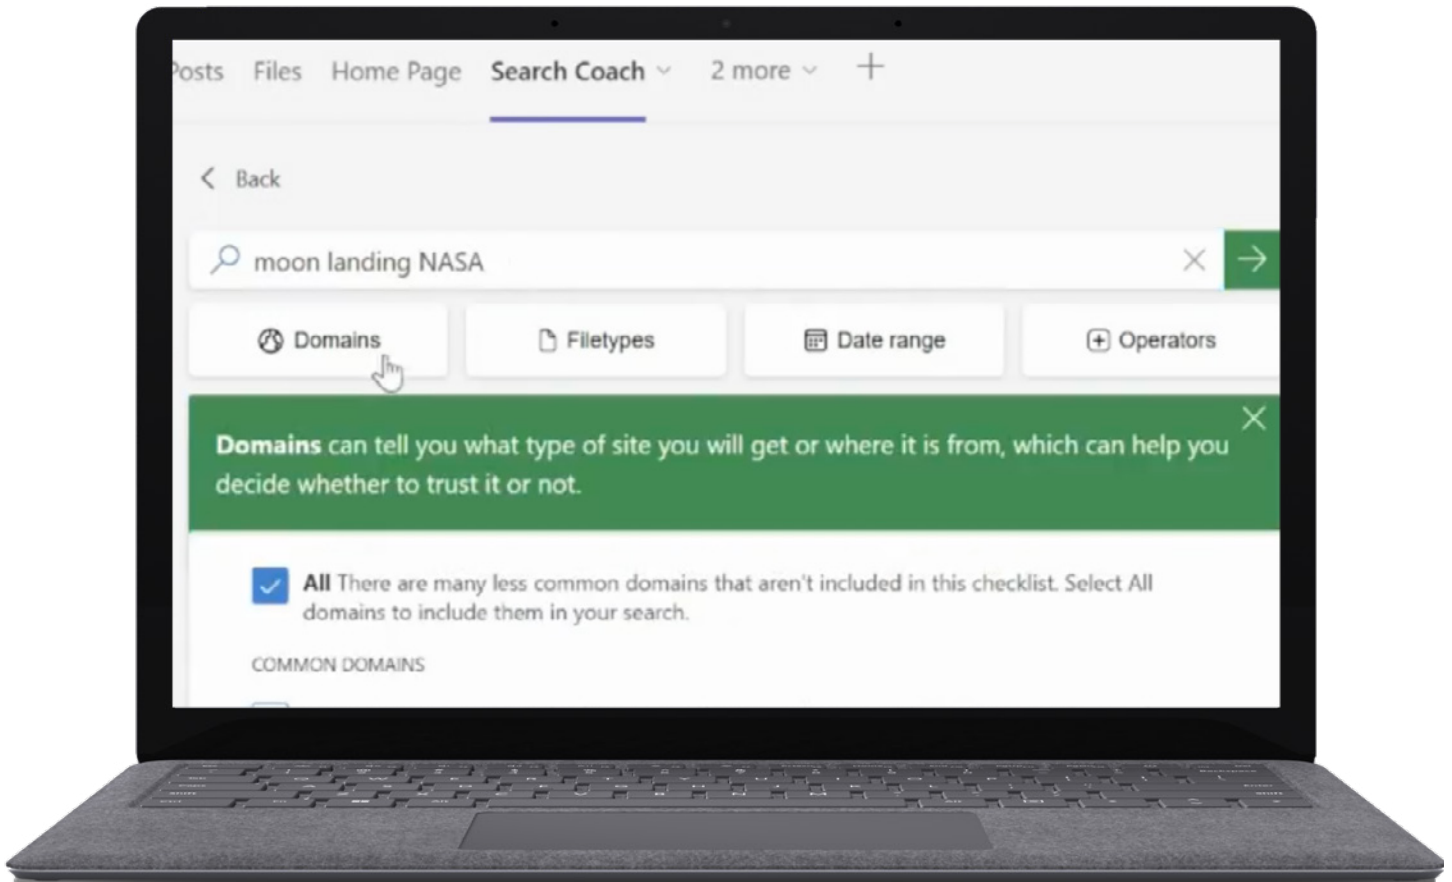 Posts Files Home Page Search Coach 2 more
Back
moon landing NASA
Domains Filetypes Date range Operators
Domains can tell you what type of site you will get or where it is from, which can help you
decide whether to trust it or not.
All There are many less common domains that aren't included in this checklist. Select All
domains to include them in your search.
COMMON DOMAINS